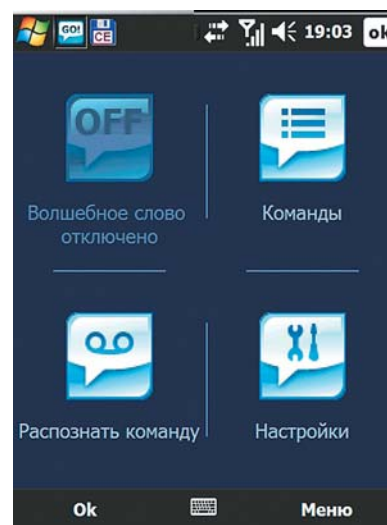 GO! CE 19:03 ok
OFF
Волшебное слово
отключено
Команды
Распознать команду
Настройки
Ok Меню